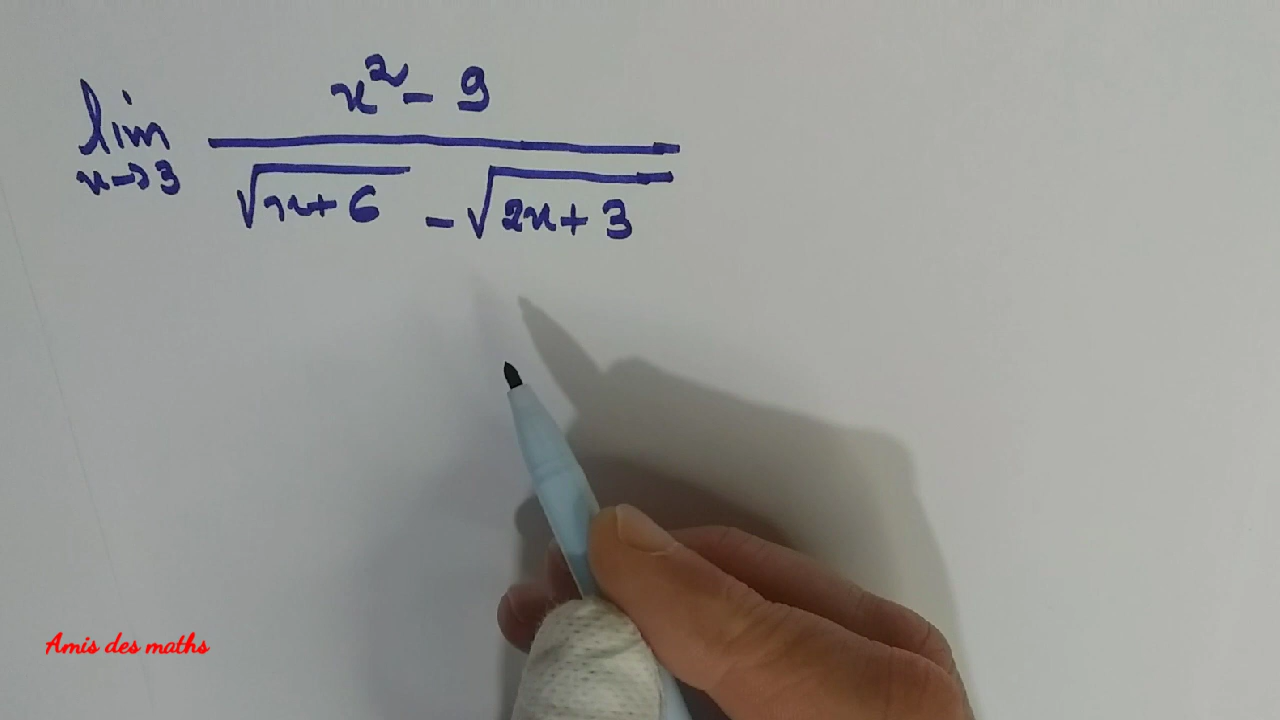 lim x→3 x² - 9
√x+6 - √2x+3
Amis des maths